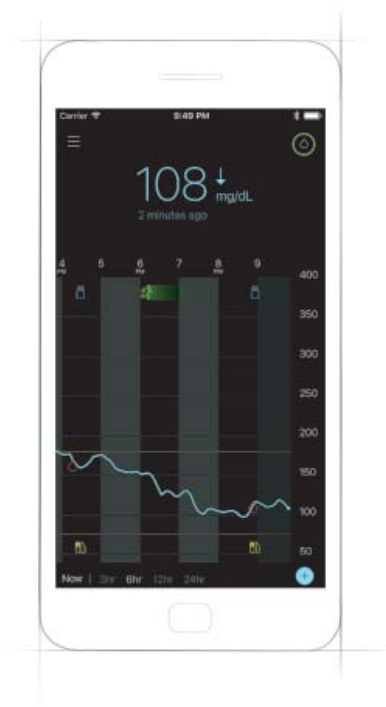 Carrier 9:49 PM
108 mg/dL
2 minutes ago
4 5 6 7 8 9
PM PM PM
400
350
300
250
200
150
100
50
Now | 3hr 6hr 12hr 24hr